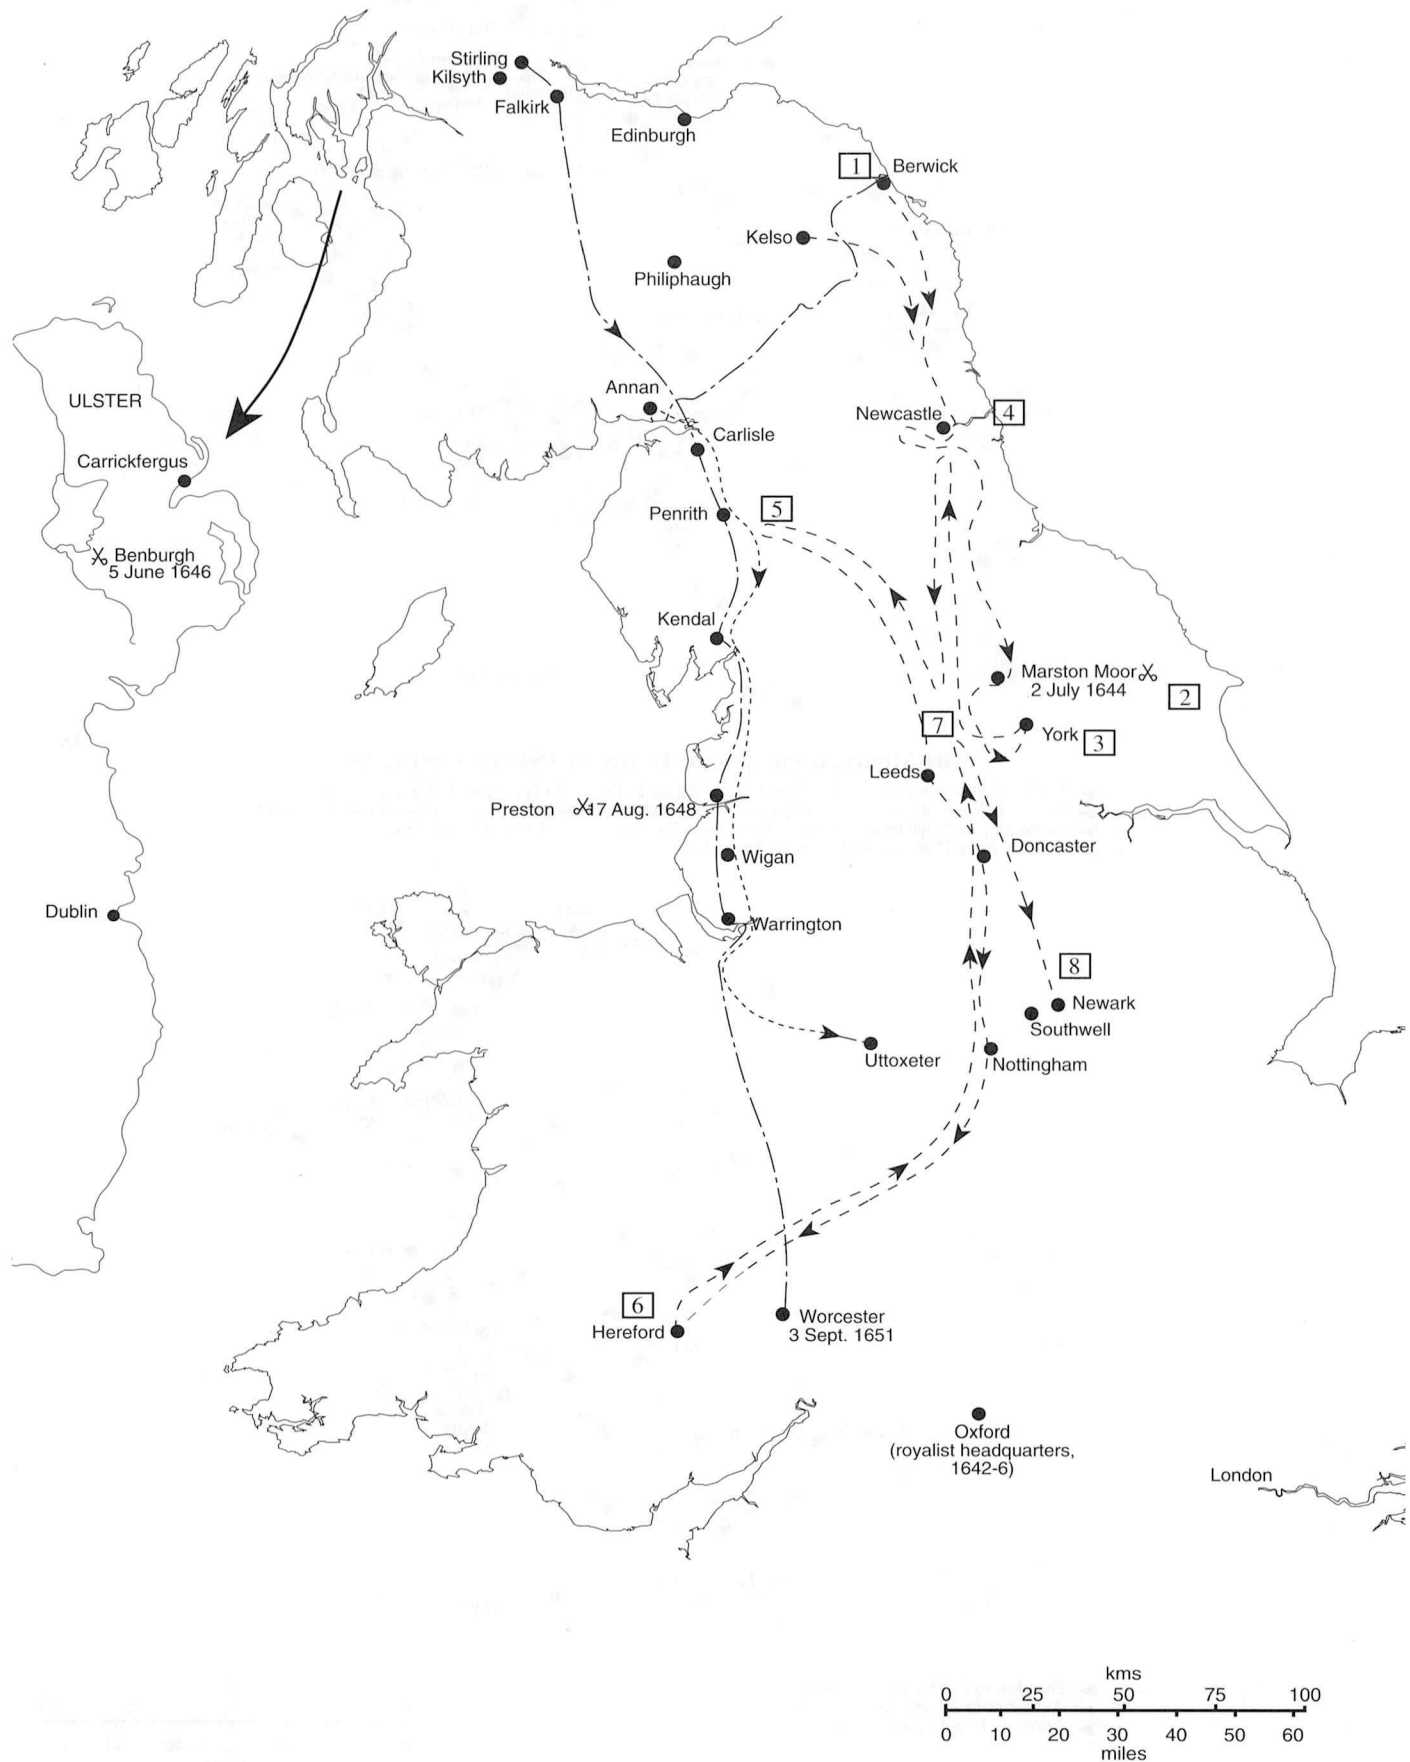 Stirling
Kilsyth
Falkirk
Edinburgh
1
Berwick
Kelso
Philiphaugh
Annan
ULSTER
Newcastle
4
Carlisle
Carrickfergus
Penrith
5
Benburgh
5 June 1646
Kendal
Marston Moor
2 July 1644
2
7
York
3
Leeds
Preston
17 Aug. 1648
Doncaster
Wigan
Dublin
Warrington
8
Newark
Southwell
Uttoxeter
Nottingham
6
Hereford
Worcester
3 Sept. 1651
Oxford
(royalist headquarters,
1642-6)
London
kms
0 25 50 75 100
0 10 20 30 40 50 60
miles